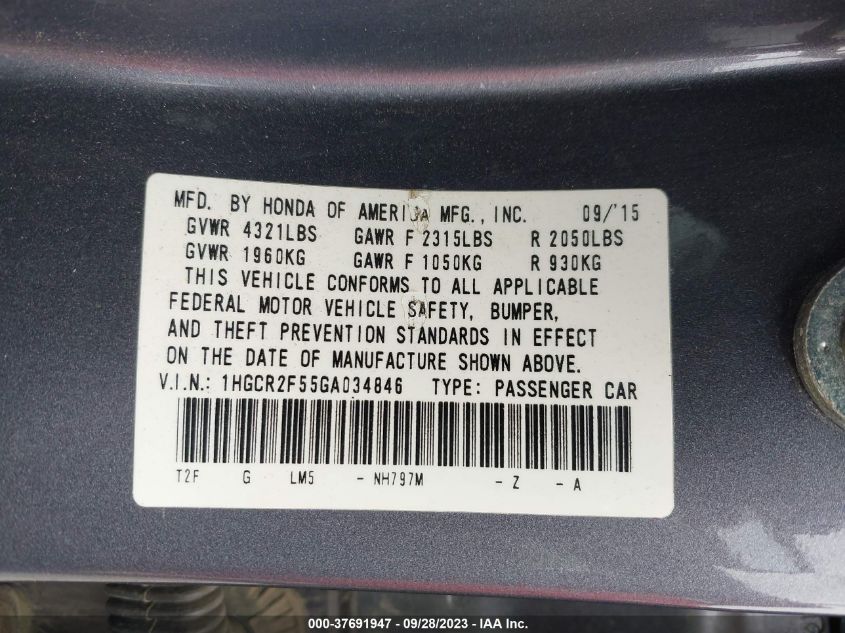 MFD. BY HONDA OF AMERICA MFG., INC. 09/'15
GVWR 4321LBS GAWR F 2315LBS R 2050LBS
GVWR 1960KG GAWR F 1050KG R 930KG
THIS VEHICLE CONFORMS TO ALL APPLICABLE
FEDERAL MOTOR VEHICLE SAFETY, BUMPER,
AND THEFT PREVENTION STANDARDS IN EFFECT
ON THE DATE OF MANUFACTURE SHOWN ABOVE.
V.I.N.: 1HGCR2F55GA034846 TYPE: PASSENGER CAR
T2F G LM5 - NH797M - Z - A
000-37691947 / 09/28/2023 - IAA Inc.